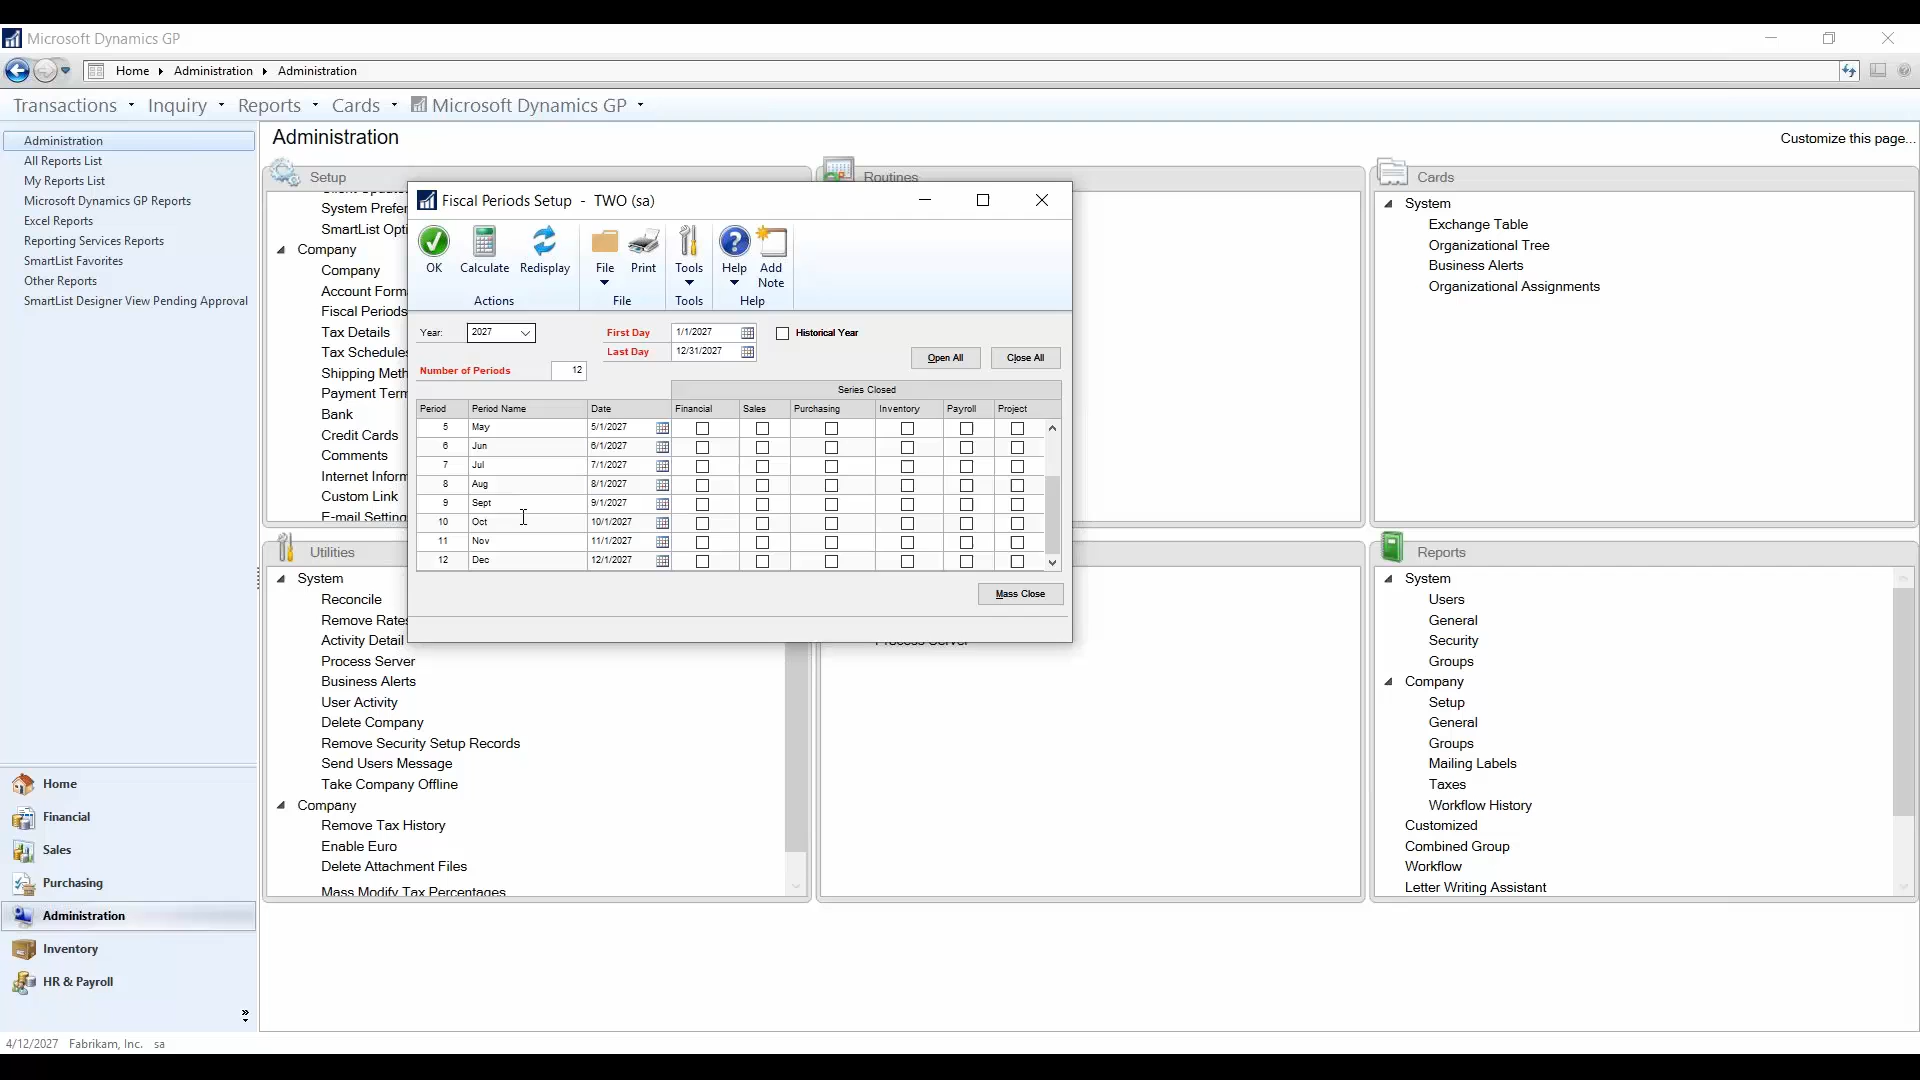 Microsoft Dynamics GP
Home Administration Administration
Transactions Inquiry Reports Cards Microsoft Dynamics GP
Administration
All Reports List
My Reports List
Microsoft Dynamics GP Reports
Excel Reports
Reporting Services Reports
SmartList Favorites
Other Reports
SmartList Designer View Pending Approval
Home
Financial
Sales
Purchasing
Administration
Inventory
HR & Payroll
4/12/2027 Fabrikam, Inc. sa
Administration
Customize this page...
Setup
System Prefer
SmartList Opti
Company
Company
Account Form
Fiscal Periods
Tax Details
Tax Schedules
Shipping Meth
Payment Term
Bank
Credit Cards
Comments
Internet Inform
Custom Link
E-mail Setting
Routines
Process Server
Cards
System
Exchange Table
Organizational Tree
Business Alerts
Organizational Assignments
Fiscal Periods Setup - TWO (sa)
OK Calculate Redisplay File Print Tools Help Add Note
Actions File Tools Help
Year: 2027 First Day 1/1/2027 Historical Year
Last Day 12/31/2027
Open All Close All
Number of Periods 12
Series Closed
Period Period Name Date Financial Sales Purchasing Inventory Payroll Project
5 May 5/1/2027
6 Jun 6/1/2027
7 Jul 7/1/2027
8 Aug 8/1/2027
9 Sept 9/1/2027
10 Oct 10/1/2027
11 Nov 11/1/2027
12 Dec 12/1/2027
Mass Close
Utilities
System
Reconcile
Remove Rates
Activity Detail
Process Server
Business Alerts
User Activity
Delete Company
Remove Security Setup Records
Send Users Message
Take Company Offline
Company
Remove Tax History
Enable Euro
Delete Attachment Files
Mass Modify Tax Percentages
Reports
System
Users
General
Security
Groups
Company
Setup
General
Groups
Mailing Labels
Taxes
Workflow History
Customized
Combined Group
Workflow
Letter Writing Assistant